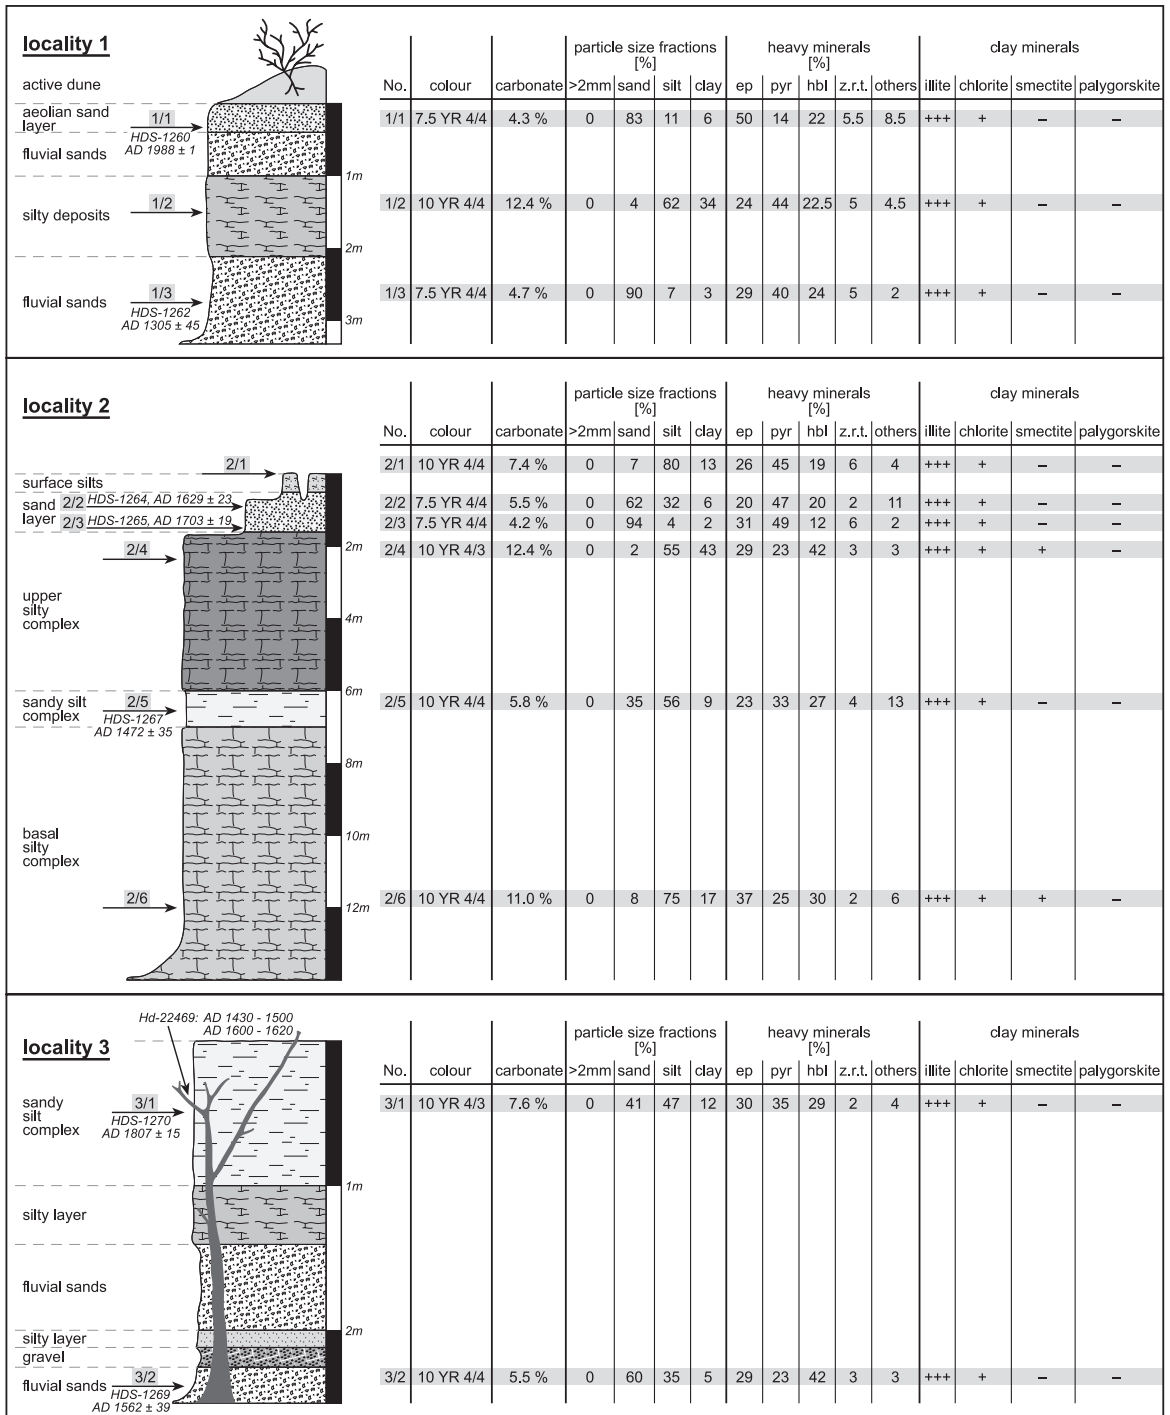 locality 1
active dune
aeolian sand
layer
1/1
HDS-1260
AD 1988 ± 1
fluvial sands
1m
silty deposits
1/2
2m
fluvial sands
1/3
HDS-1262
AD 1305 ± 45
3m
particle size fractions heavy minerals clay minerals
[%] [%]
No. colour carbonate >2mm sand silt clay ep pyr hbl z.r.t. others illite chlorite smectite palygorskite
1/1 7.5 YR 4/4 4.3 % 0 83 11 6 50 14 22 5.5 8.5 +++ + – –
1/2 10 YR 4/4 12.4 % 0 4 62 34 24 44 22.5 5 4.5 +++ + – –
1/3 7.5 YR 4/4 4.7 % 0 90 7 3 29 40 24 5 2 +++ + – –
locality 2
2/1
surface silts
2/2 HDS-1264, AD 1629 ± 23
sand
layer
2/3 HDS-1265, AD 1703 ± 19
2m
2/4
upper
silty
complex
4m
6m
sandy silt
complex
2/5
HDS-1267
AD 1472 ± 35
8m
basal
silty
complex
10m
2/6
12m
particle size fractions heavy minerals clay minerals
[%] [%]
No. colour carbonate >2mm sand silt clay ep pyr hbl z.r.t. others illite chlorite smectite palygorskite
2/1 10 YR 4/4 7.4 % 0 7 80 13 26 45 19 6 4 +++ + – –
2/2 7.5 YR 4/4 5.5 % 0 62 32 6 20 47 20 2 11 +++ + – –
2/3 7.5 YR 4/4 4.2 % 0 94 4 2 31 49 12 6 2 +++ + – –
2/4 10 YR 4/3 12.4 % 0 2 55 43 29 23 42 3 3 +++ + + –
2/5 10 YR 4/4 5.8 % 0 35 56 9 23 33 27 4 13 +++ + – –
2/6 10 YR 4/4 11.0 % 0 8 75 17 37 25 30 2 6 +++ + + –
locality 3
Hd-22469: AD 1430 - 1500
AD 1600 - 1620
sandy
silt
complex
3/1
HDS-1270
AD 1807 ± 15
1m
silty layer
fluvial sands
2m
silty layer
gravel
fluvial sands
3/2
HDS-1269
AD 1562 ± 39
particle size fractions heavy minerals clay minerals
[%] [%]
No. colour carbonate >2mm sand silt clay ep pyr hbl z.r.t. others illite chlorite smectite palygorskite
3/1 10 YR 4/3 7.6 % 0 41 47 12 30 35 29 2 4 +++ + – –
3/2 10 YR 4/4 5.5 % 0 60 35 5 29 23 42 3 3 +++ + – –